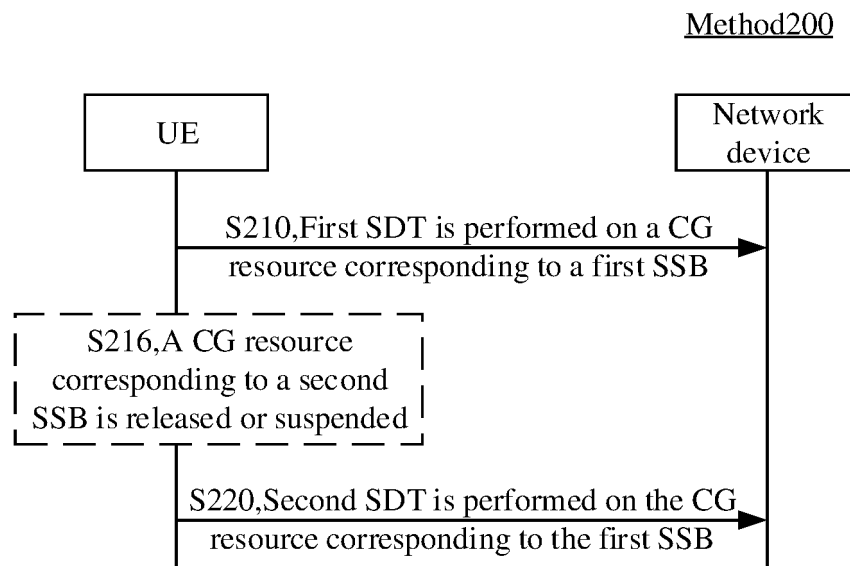 Method200
UE
Network
device
S210,First SDT is performed on a CG
resource corresponding to a first SSB
S216,A CG resource
corresponding to a second
SSB is released or suspended
S220,Second SDT is performed on the CG
resource corresponding to the first SSB